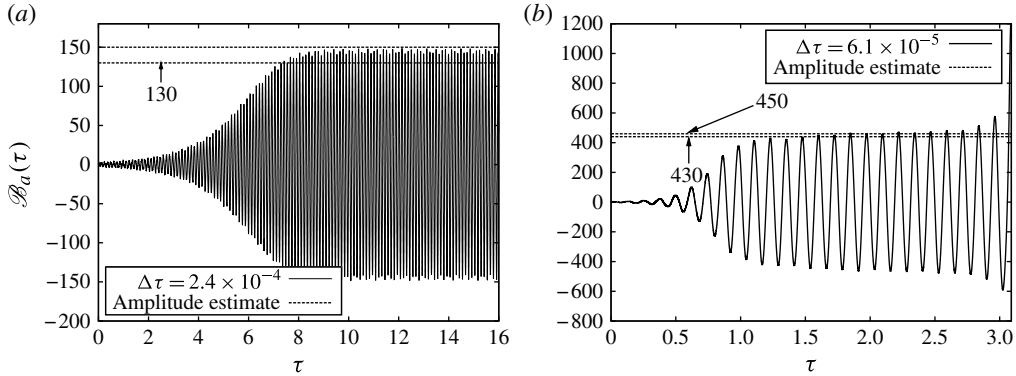 (a)
150
100
50
0
−50
−100
−150
−200
130
Δτ = 2.4 × 10−4
Amplitude estimate
0 2 4 6 8 10 12 14 16
τ
ℬa(τ)
(b)
1200
1000
800
600
400
200
0
−200
−400
−600
−800
Δτ = 6.1 × 10−5
Amplitude estimate
450
430
0 0.5 1.0 1.5 2.0 2.5 3.0
τ